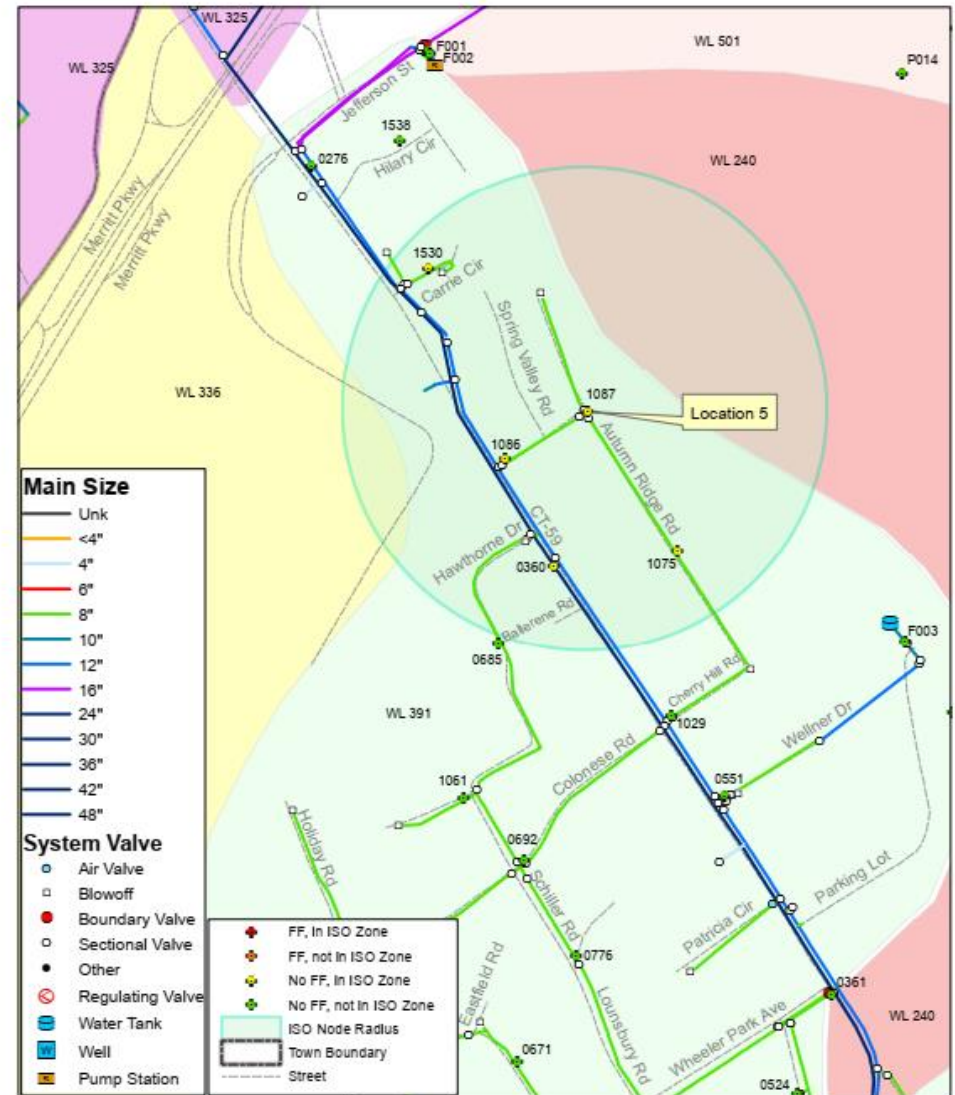 WL 325
F001
F002
WL 501
WL 325
P014
Jefferson St
1538
Hilary Cir
0276
WL 240
Merritt Pkwy
Merritt Pkwy
1530
Carrie Cir
Spring Valley Rd
WL 336
1087
Location 5
Autumn Ridge Rd
1086
CT-59
Hawthorne Dr
0360
1075
Ballerene Rd
0685
F003
Cherry Hill Rd
WL 391
1029
Wellner Dr
Colonese Rd
0551
1061
Holiday Rd
0692
Schiller Rd
Parking Lot
Patricia Cir
0776
0361
Eastfield Rd
Lounsbury Rd
Wheeler Park Ave
WL 240
0671
0524
Main Size
Unk
<4"
4"
6"
8"
10"
12"
16"
24"
30"
36"
42"
48"
System Valve
Air Valve
Blowoff
Boundary Valve
Sectional Valve
Other
Regulating Valve
Water Tank
W
Well
Pump Station
FF, In ISO Zone
FF, not In ISO Zone
No FF, In ISO Zone
No FF, not In ISO Zone
ISO Node Radius
Town Boundary
Street